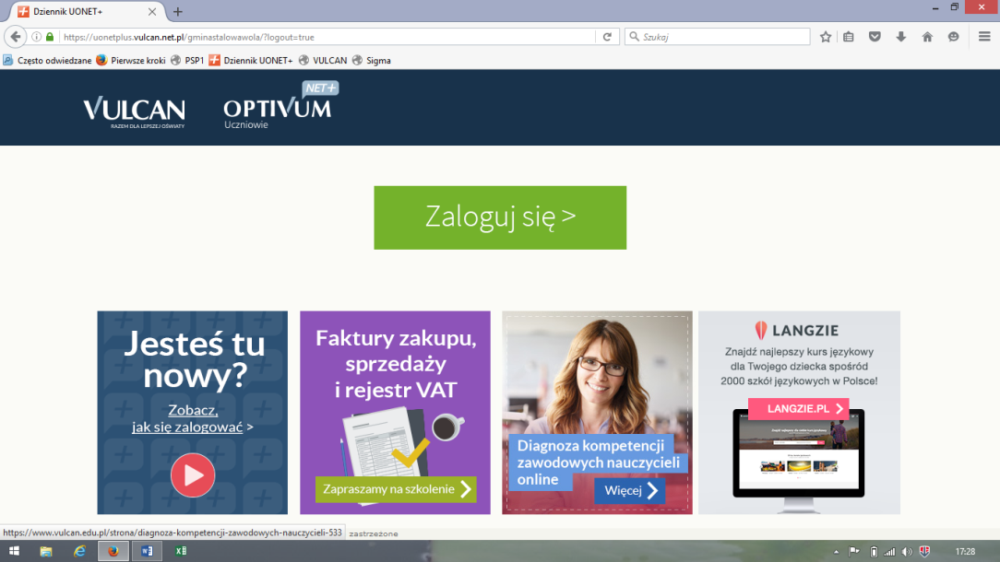 Dziennik UONET+
https://uonetplus.vulcan.net.pl/gminastalowawola/?logout=true
Szukaj
Często odwiedzane Pierwsze kroki PSP1 Dziennik UONET+ VULCAN Sigma
VULCAN
RAZEM DLA LEPSZEJ OŚWIATY
NET+
OPTIVUM
Uczniowie
Zaloguj się >
Jesteś tu
nowy?
Zobacz,
jak się zalogować >
Faktury zakupu,
sprzedaży
i rejestr VAT
Zapraszamy na szkolenie
Diagnoza kompetencji
zawodowych nauczycieli
online
Więcej
LANGZIE
Znajdź najlepszy kurs językowy
dla Twojego dziecka spośród
2000 szkół językowych w Polsce!
LANGZIE.PL
https://www.vulcan.edu.pl/strona/diagnoza-kompetencji-zawodowych-nauczycieli-533
zastrzeżone
17:28